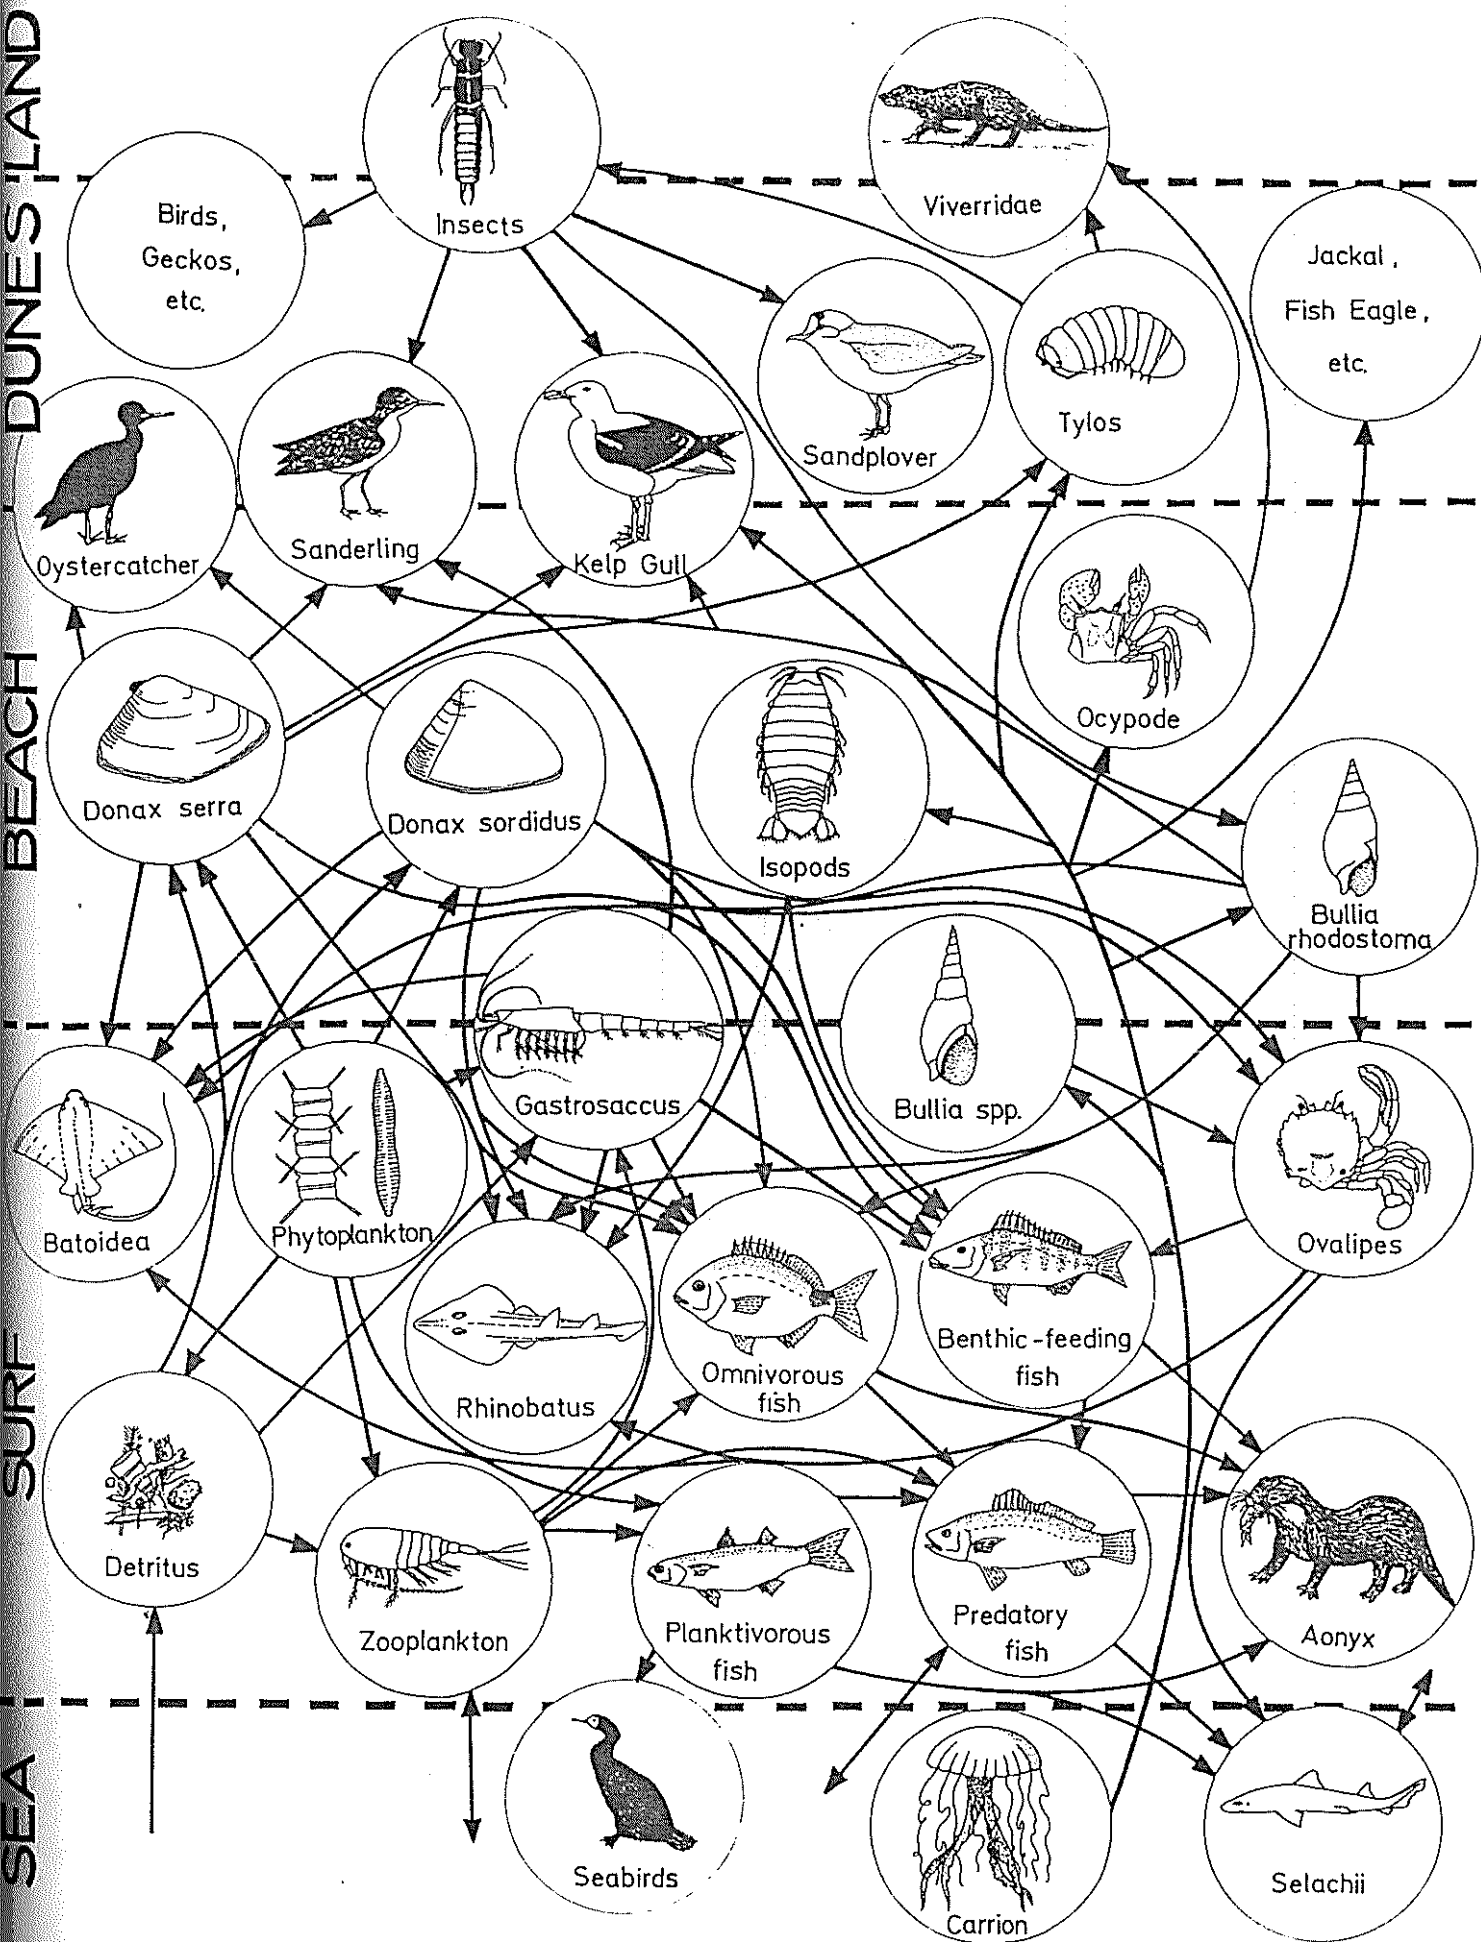 LAND
Insects
Viverridae
DUNES
Birds,
Geckos,
etc.
Jackal,
Fish Eagle,
etc.
Sandplover
Tylos
Oystercatcher
Sanderling
Kelp Gull
BEACH
Donax serra
Donax sordidus
Isopods
Ocypode
Bullia
rhodostoma
Gastrosaccus
Bullia spp.
SURF
Batoidea
Phytoplankton
Rhinobatus
Omnivorous
fish
Benthic-feeding
fish
Ovalipes
Detritus
Zooplankton
Planktivorous
fish
Predatory
fish
Aonyx
SEA
Seabirds
Carrion
Selachii